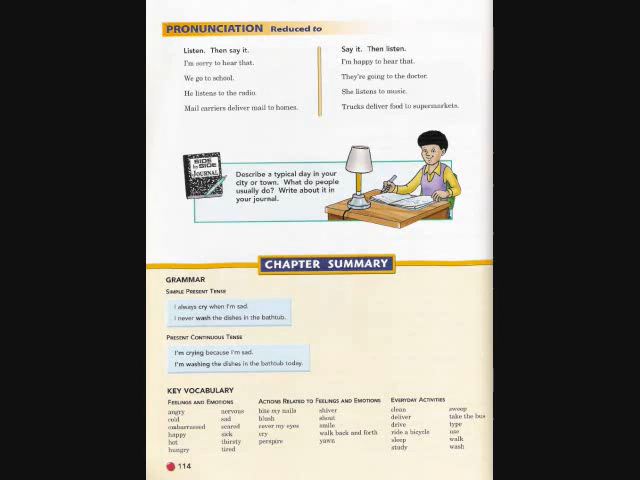 PRONUNCIATION Reduced to
Listen. Then say it.
I'm sorry to hear that.
We go to school.
He listens to the radio.
Mail carriers deliver mail to homes.
Say it. Then listen.
I'm happy to hear that.
They're going to the doctor.
She listens to music.
Trucks deliver food to supermarkets.
SIDE by SIDE
JOURNAL
Describe a typical day in your
city or town. What do people
usually do? Write about it in
your journal.
CHAPTER SUMMARY
GRAMMAR
SIMPLE PRESENT TENSE
I always cry when I'm sad.
I never wash the dishes in the bathtub.
PRESENT CONTINUOUS TENSE
I'm crying because I'm sad.
I'm washing the dishes in the bathtub today.
KEY VOCABULARY
FEELINGS AND EMOTIONS
angry
cold
embarrassed
happy
hot
hungry
nervous
sad
scared
sick
thirsty
tired
ACTIONS RELATED TO FEELINGS AND EMOTIONS
bite my nails
blush
cover my eyes
cry
perspire
shiver
shout
smile
walk back and forth
yawn
EVERYDAY ACTIVITIES
clean
deliver
drive
ride a bicycle
sleep
study
sweep
take the bus
type
use
walk
wash
114